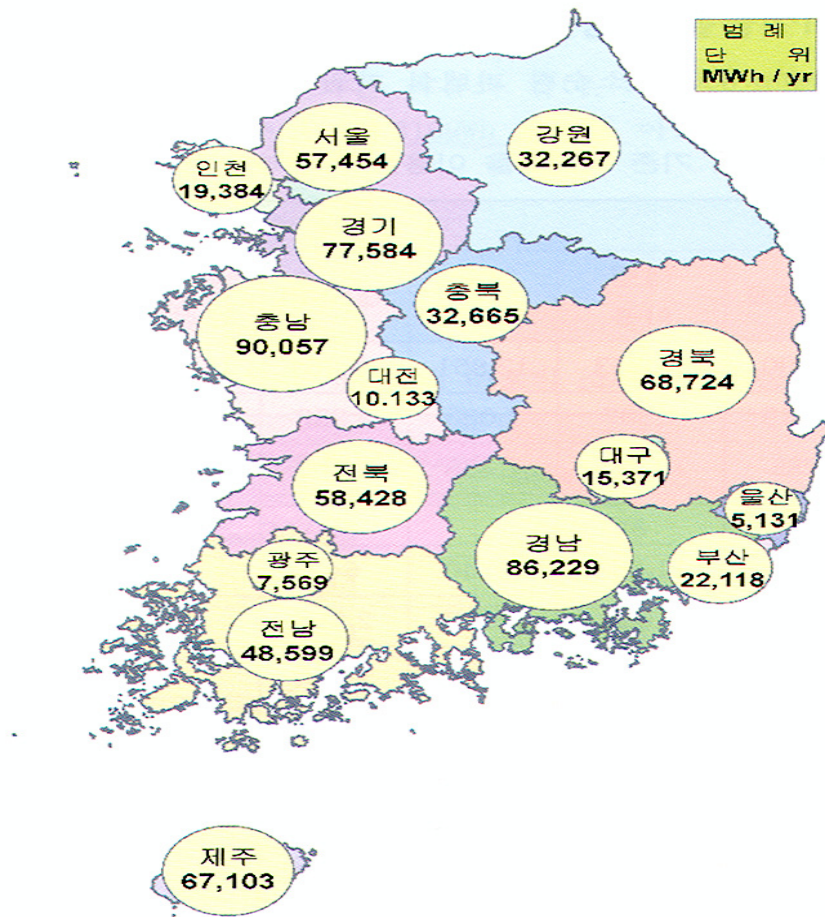 범 례
단 위
MWh / yr
서울
57,454
강원
32,267
인천
19,384
경기
77,584
충북
32,665
충남
90,057
경북
68,724
대전
10.133
대구
15,371
전북
58,428
울산
5,131
경남
86,229
부산
22,118
광주
7,569
전남
48,599
제주
67,103